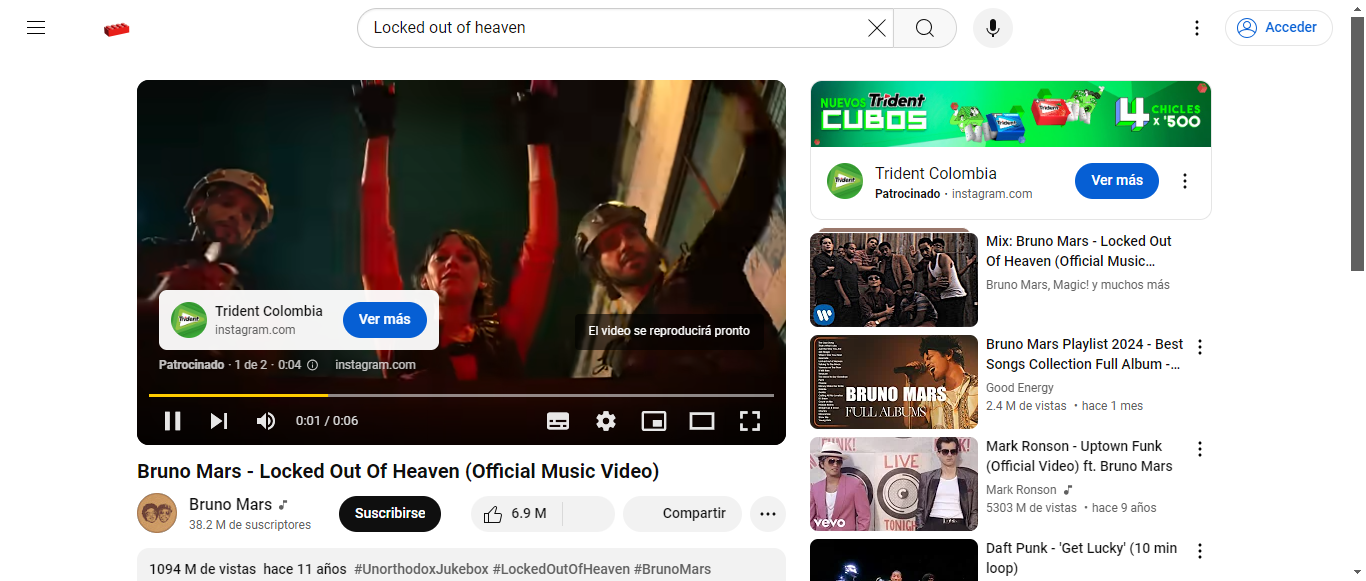 Locked out of heaven
Acceder
Trident Colombia
instagram.com
Ver más
El video se reproducirá pronto
Patrocinado · 1 de 2 · 0:04
instagram.com
0:01 / 0:06
Bruno Mars - Locked Out Of Heaven (Official Music Video)
Bruno Mars
38.2 M de suscriptores
Suscribirse
6.9 M
Compartir
1094 M de vistas hace 11 años #UnorthodoxJukebox #LockedOutOfHeaven #BrunoMars
NUEVOS Trident
CUBOS
4 CHICLES
x $500
Trident Colombia
Patrocinado · instagram.com
Ver más
Mix: Bruno Mars - Locked Out
Of Heaven (Official Music…
Bruno Mars, Magic! y muchos más
BRUNO MARS
FULL ALBUMS
Bruno Mars Playlist 2024 - Best
Songs Collection Full Album -…
Good Energy
2.4 M de vistas · hace 1 mes
LIVE
TONIGHT
vevo
Mark Ronson - Uptown Funk
(Official Video) ft. Bruno Mars
Mark Ronson
5303 M de vistas · hace 9 años
Daft Punk - 'Get Lucky' (10 min
loop)